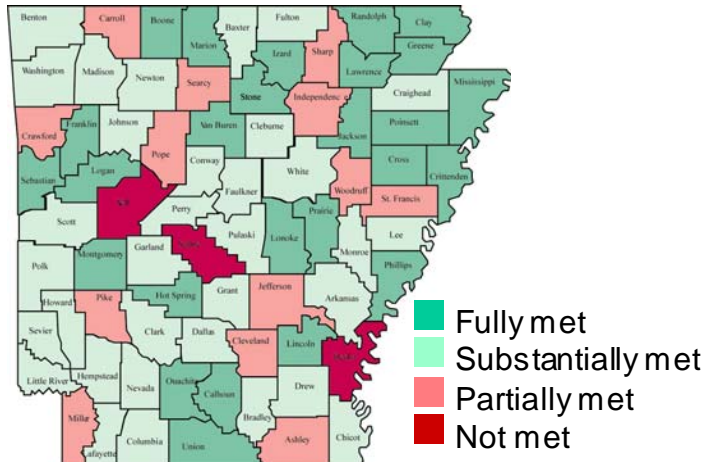 Benton
Carroll
Boone
Fulton
Randolph
Clay
Baxter
Marion
Izard
Sharp
Greene
Lawrence
Washington
Madison
Newton
Searcy
Stone
Independenc e
Craighead
Mississippi
Crawford
Franklin
Johnson
Van Buren
Cleburne
Jackson
Poinsett
Pope
Conway
White
Cross
Crittenden
Sebastian
Logan
Faulkner
Woodruff
St. Francis
Scott
Perry
Pulaski
Lonoke
Prairie
Lee
Monroe
Phillips
Polk
Montgomery
Garland
Hot Spring
Grant
Jefferson
Arkansas
Howard
Pike
Sevier
Clark
Dallas
Cleveland
Lincoln
Little River
Hempstead
Nevada
Ouachita
Calhoun
Drew
Bradley
Miller
Lafayette
Columbia
Union
Ashley
Chicot
Fully met
Substantially met
Partially met
Not met